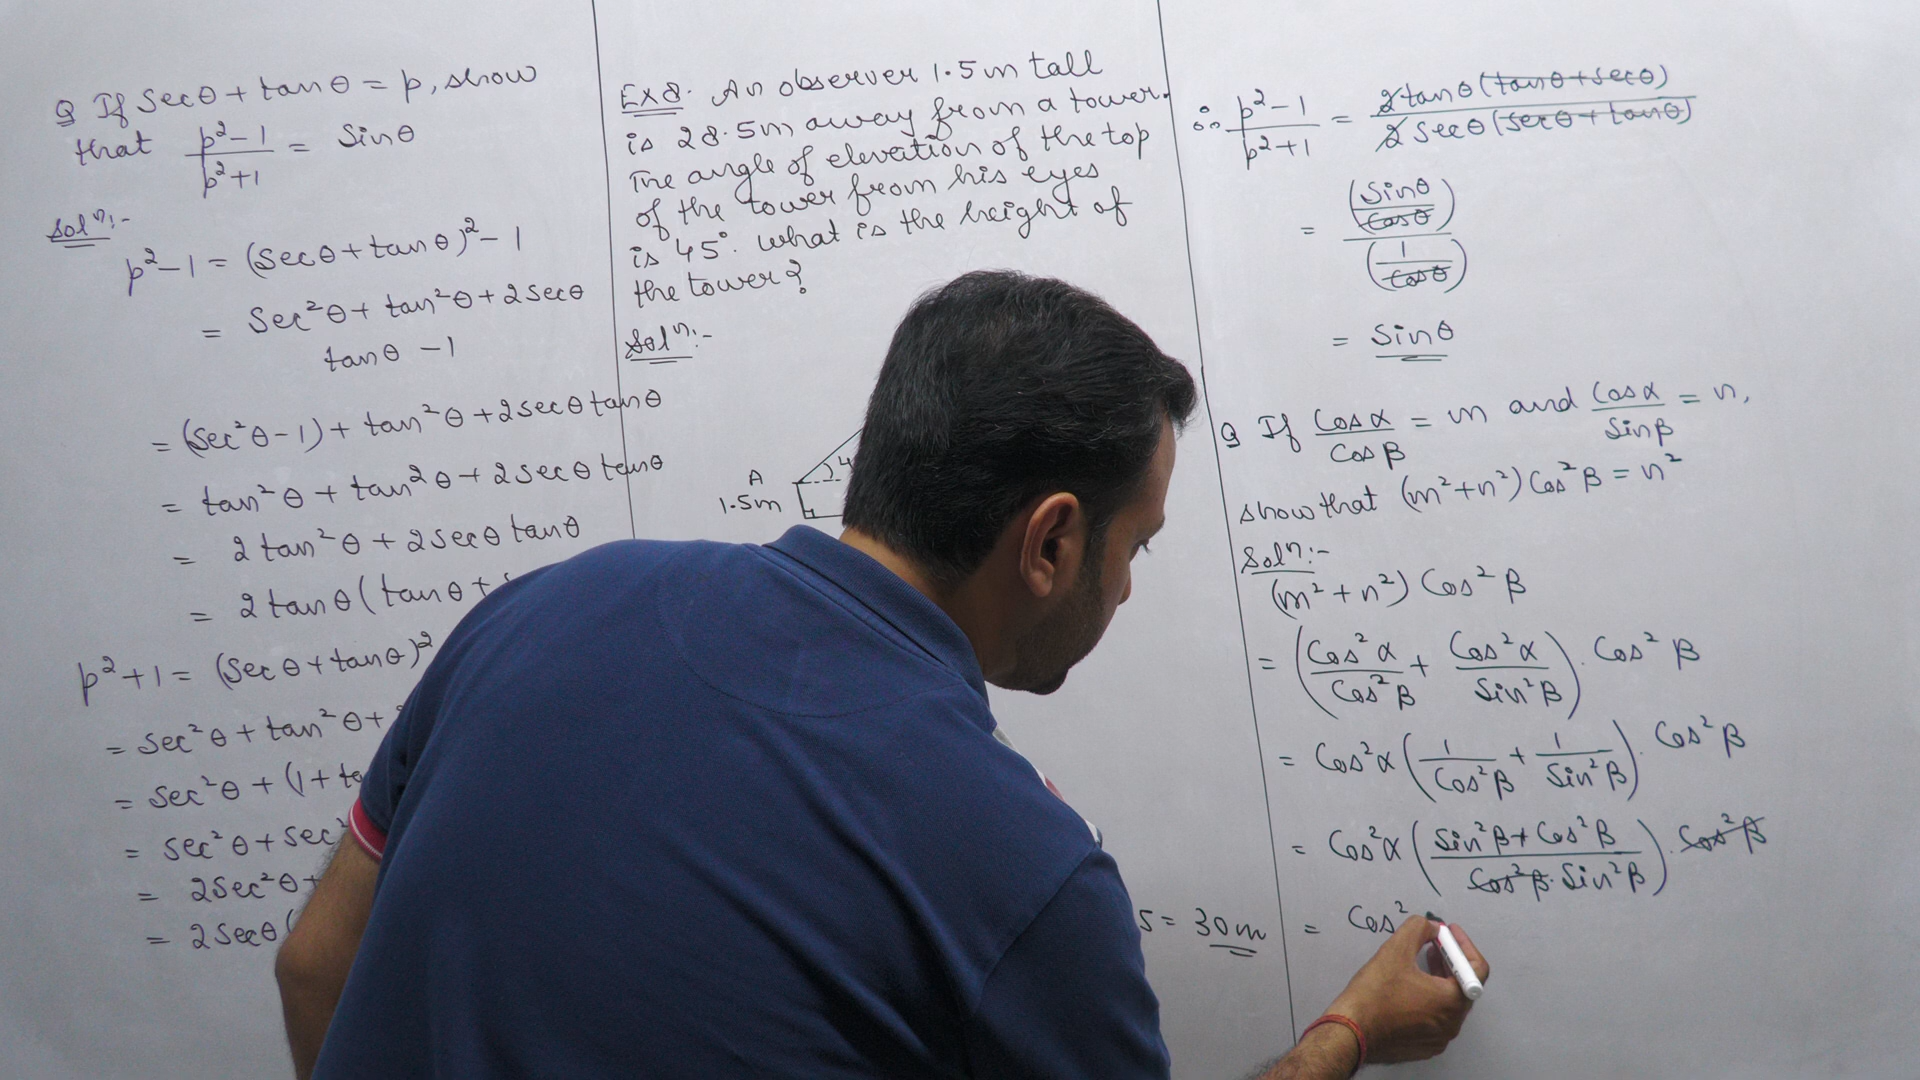 Q If Secθ + tanθ = p, show
that (p²-1)/(p²+1) = Sinθ
Solⁿ:-
p²-1 = (Secθ + tanθ)² - 1
= Sec²θ + tan²θ + 2Secθ
tanθ - 1
= (Sec²θ - 1) + tan²θ + 2secθ tanθ
= tan²θ + tan²θ + 2secθ tanθ
= 2tan²θ + 2Secθ tanθ
= 2tanθ(tanθ +
p²+1 = (Secθ + tanθ)²
= Sec²θ + tan²θ +
= Sec²θ + (1 +
= Sec²θ + Sec²
= 2Sec²θ +
= 2Secθ(
Ex8. An observer 1.5m tall
is 28.5m away from a tower.
The angle of elevation of the top
of the tower from his eyes
is 45°. What is the height of
the tower?
Solⁿ:-
A
1.5m
5 = 30m
∴ (p²-1)/(p²+1) = 2tanθ(tanθ+secθ)/2secθ(secθ+tanθ)
= (Sinθ/Cosθ)/(1/Cosθ)
= Sinθ
Q If Cosα/Cosβ = m and Cosα/Sinβ = n,
show that (m²+n²)Cos²β = n²
Solⁿ:-
(m²+n²) Cos²β
= (Cos²α/Cos²β + Cos²α/Sin²β). Cos²β
= Cos²α(1/Cos²β + 1/Sin²β). Cos²β
= Cos²α(Sin²β + Cos²β/Cos²β. Sin²β). Cos²β
= Cos²